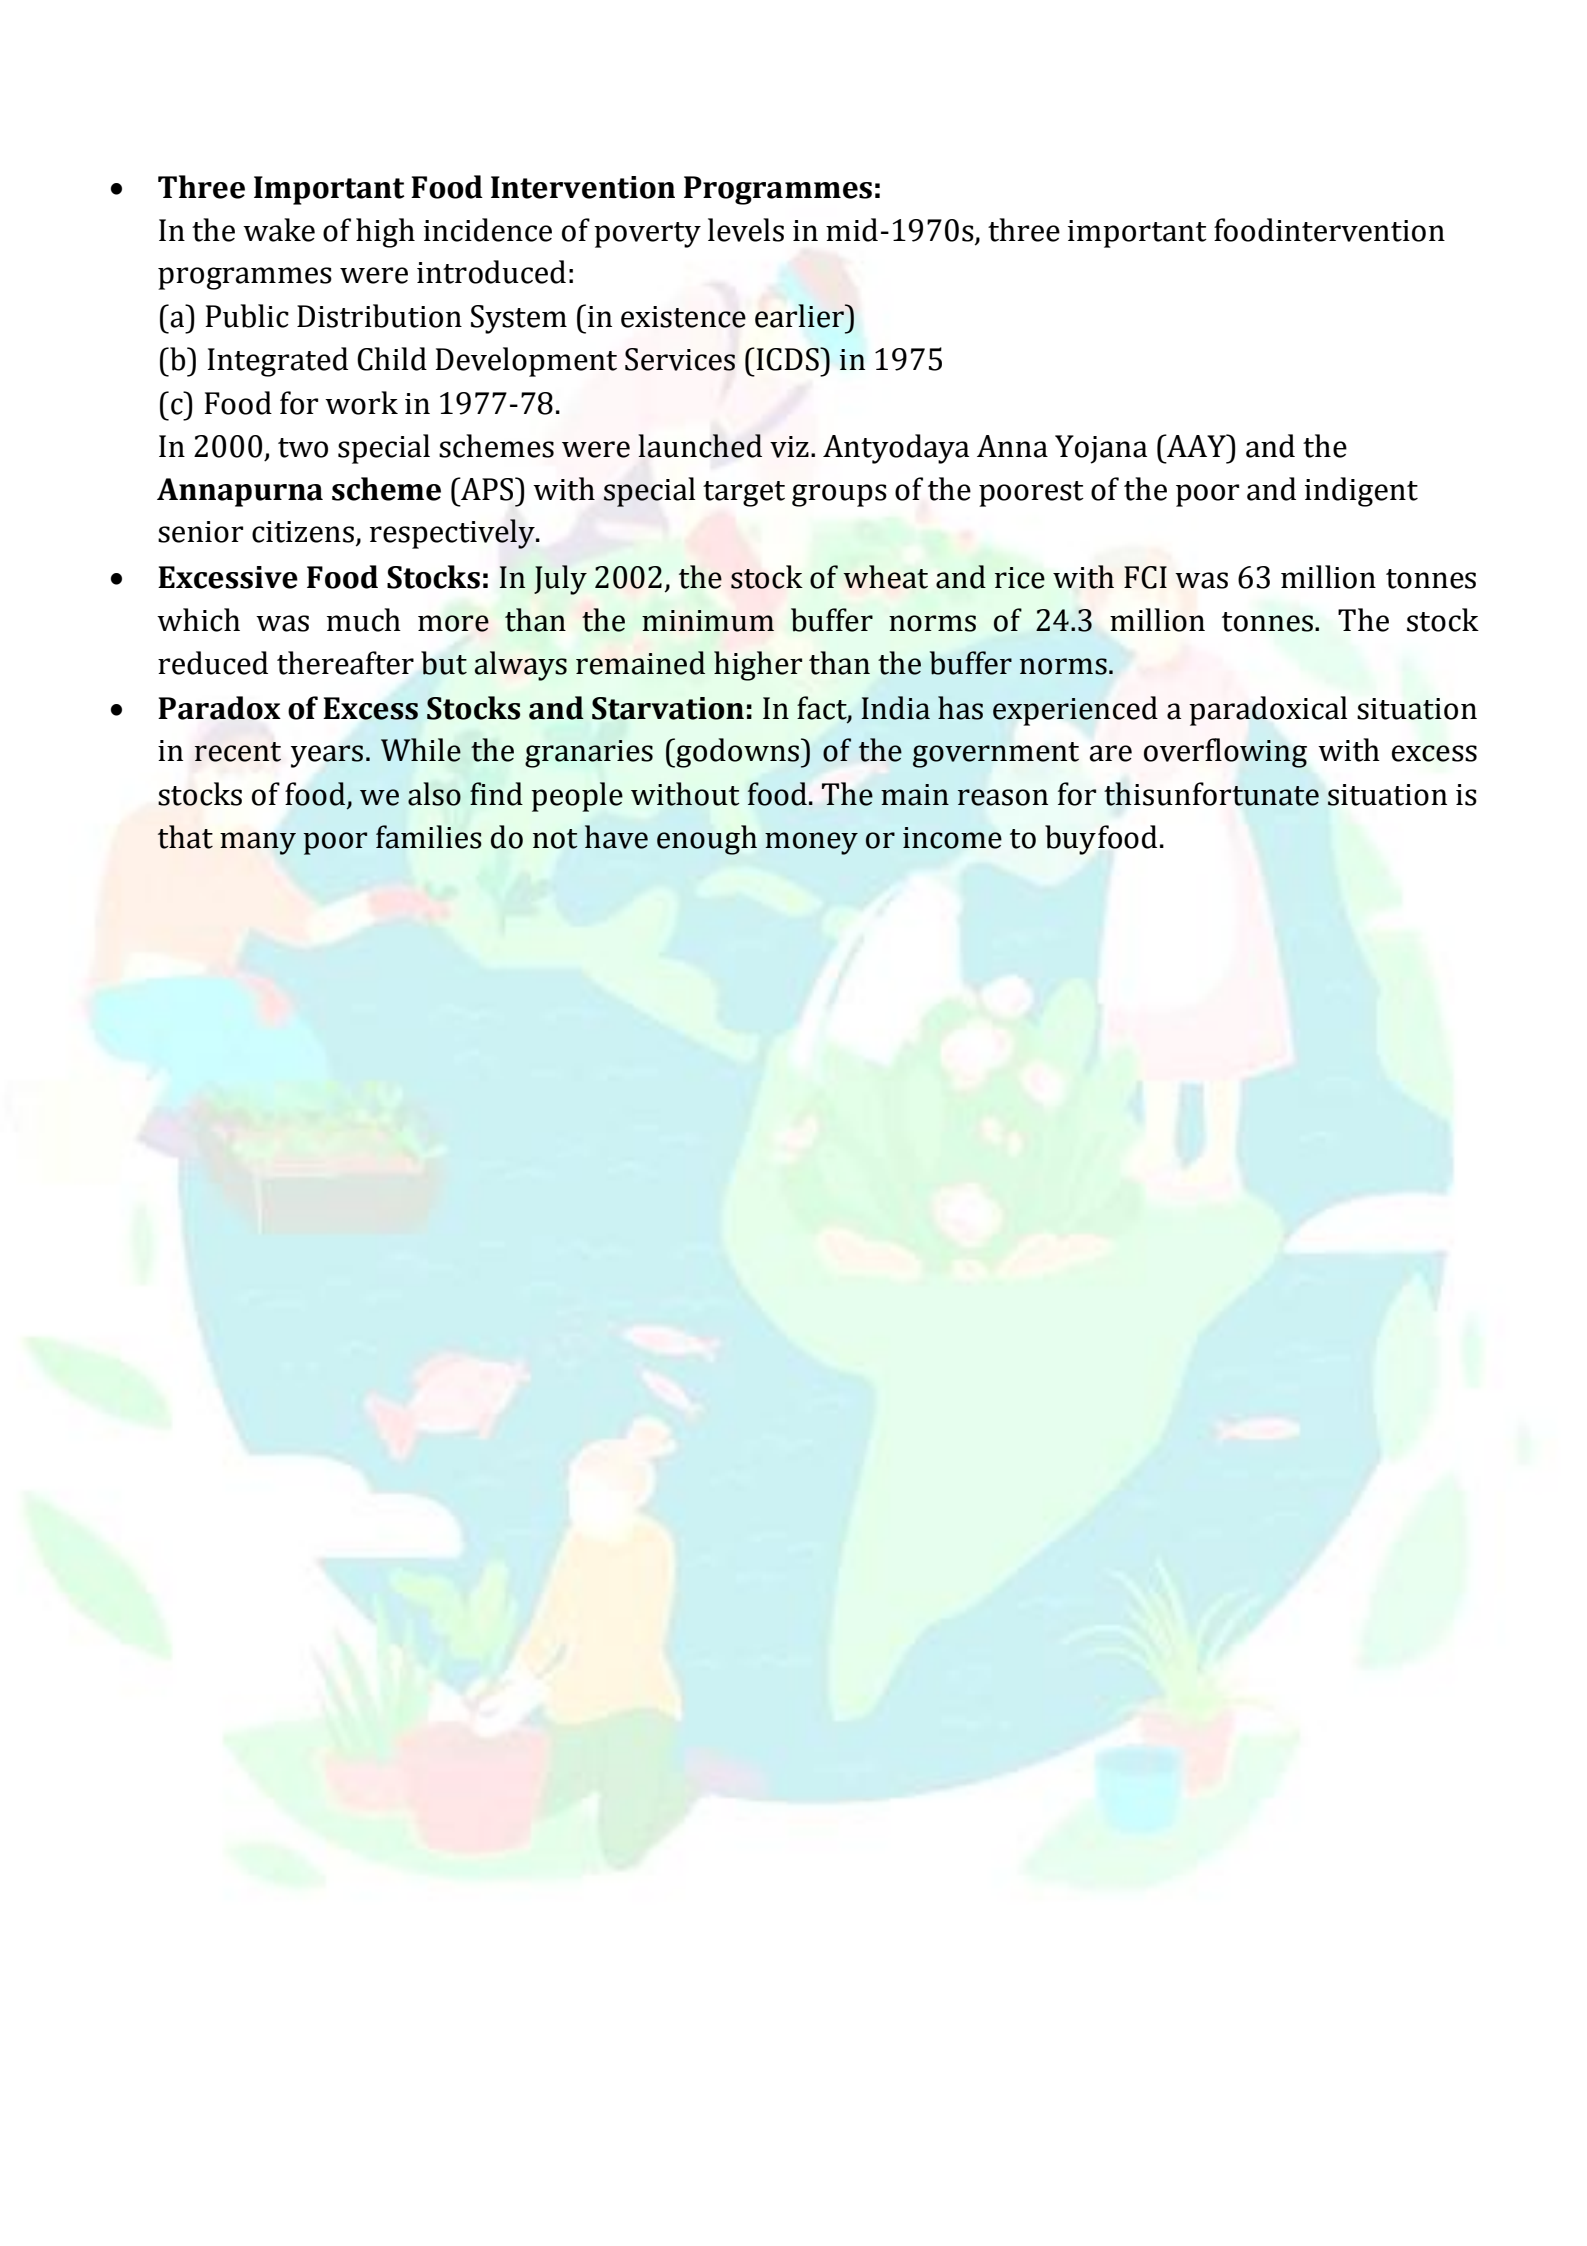 • Three Important Food Intervention Programmes:
In the wake of high incidence of poverty levels in mid-1970s, three important foodintervention
programmes were introduced:
(a) Public Distribution System (in existence earlier)
(b) Integrated Child Development Services (ICDS) in 1975
(c) Food for work in 1977-78.
In 2000, two special schemes were launched viz. Antyodaya Anna Yojana (AAY) and the
Annapurna scheme (APS) with special target groups of the poorest of the poor and indigent
senior citizens, respectively.
• Excessive Food Stocks: In July 2002, the stock of wheat and rice with FCI was 63 million tonnes
which was much more than the minimum buffer norms of 24.3 million tonnes. The stock
reduced thereafter but always remained higher than the buffer norms.
• Paradox of Excess Stocks and Starvation: In fact, India has experienced a paradoxical situation
in recent years. While the granaries (godowns) of the government are overflowing with excess
stocks of food, we also find people without food. The main reason for thisunfortunate situation is
that many poor families do not have enough money or income to buyfood.